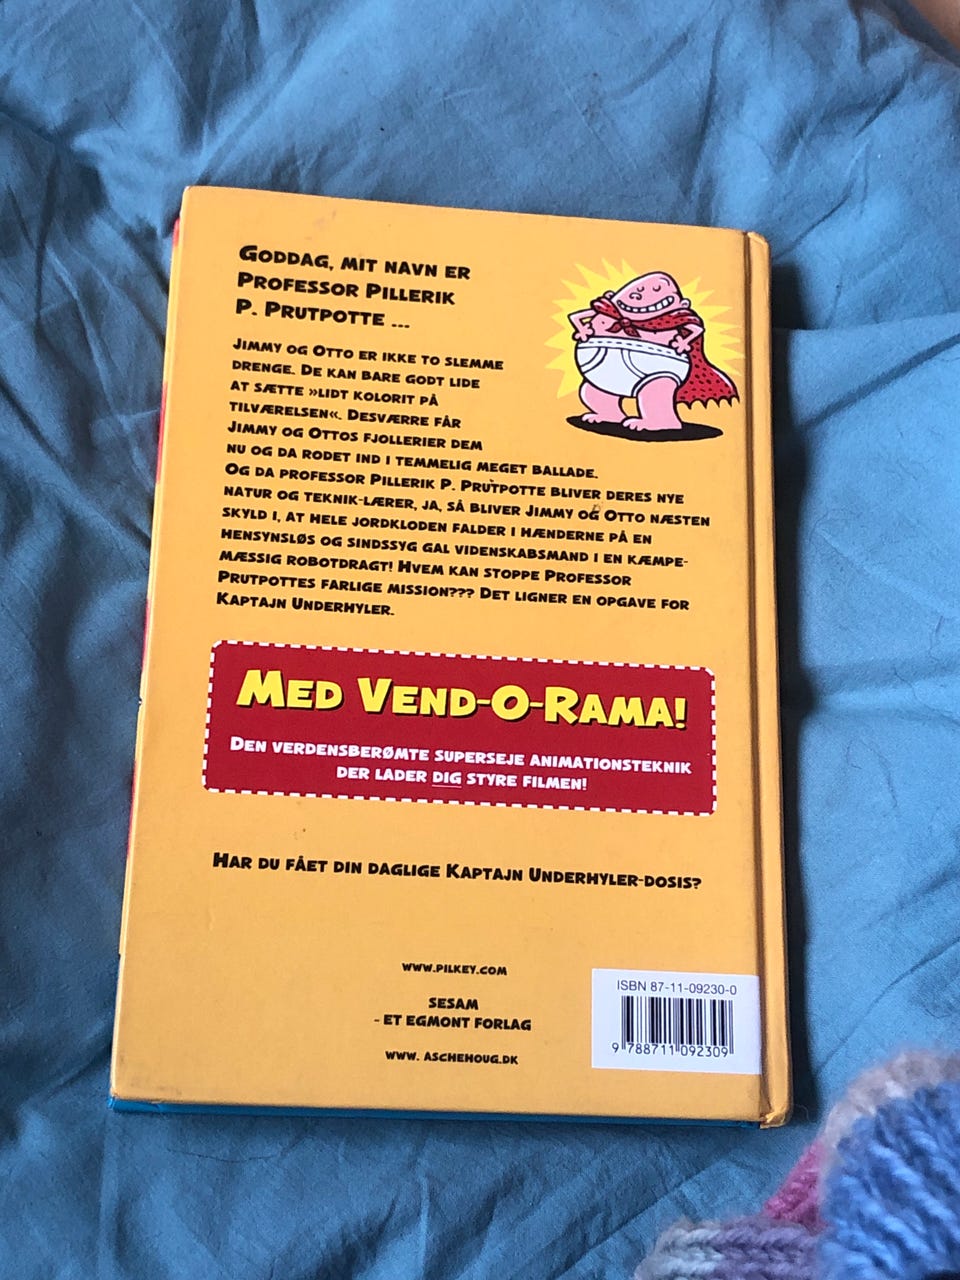 GODDAG, MIT NAVN ER
PROFESSOR PILLERIK
P. PRUTPOTTE ...
JIMMY OG OTTO ER IKKE TO SLEMME
DRENGE. DE KAN BARE GODT LIDE
AT SÆTTE »LIDT KOLORIT PÅ
TILVÆRELSEN«. DESVÆRRE FÅR
JIMMY OG OTTOS FJOLLERIER DEM
NU OG DA RODET IND I TEMMELIG MEGET BALLADE.
OG DA PROFESSOR PILLERIK P. PRUTPOTTE BLIVER DERES NYE
NATUR OG TEKNIK-LÆRER, JA, SÅ BLIVER JIMMY OG OTTO NÆSTEN
SKYLD I, AT HELE JORDKLODEN FALDER I HÆNDERNE PÅ EN
HENSYNSLØS OG SINDSSYG GAL VIDENSKABSMAND I EN KÆMPE-
MÆSSIG ROBOTDRAGT! HVEM KAN STOPPE PROFESSOR
PRUTPOTTES FARLIGE MISSION??? DET LIGNER EN OPGAVE FOR
KAPTAJN UNDERHYLER.
MED VEND-O-RAMA!
DEN VERDENSBERØMTE SUPERSEJE ANIMATIONSTEKNIK
DER LADER DIG STYRE FILMEN!
HAR DU FÅET DIN DAGLIGE KAPTAJN UNDERHYLER-DOSIS?
WWW.PILKEY.COM
SESAM
- ET EGMONT FORLAG
WWW. ASCHEHOUG.DK
ISBN 87-11-09230-0
9 788711 092309